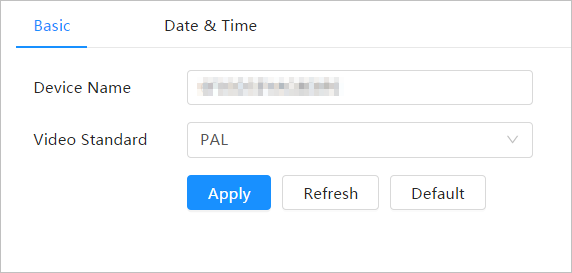 Basic Date & Time
Device Name
Video Standard PAL
Apply Refresh Default